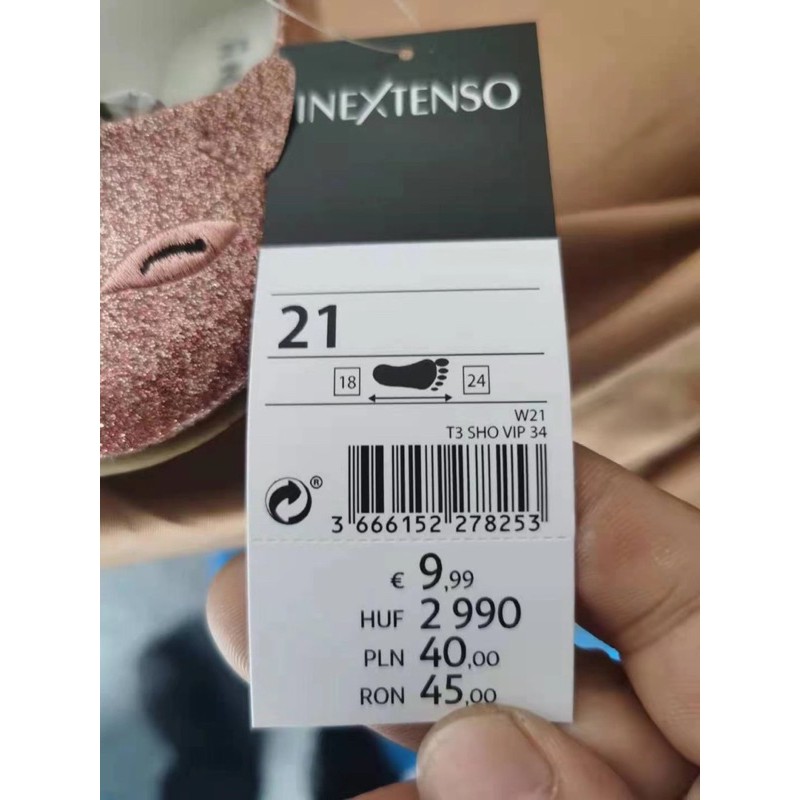 INEXTENSO
21
18 24
W21
T3 SHO VIP 34
®
3 666152 278253
€ 9,99
HUF 2 990
PLN 40,00
RON 45,00